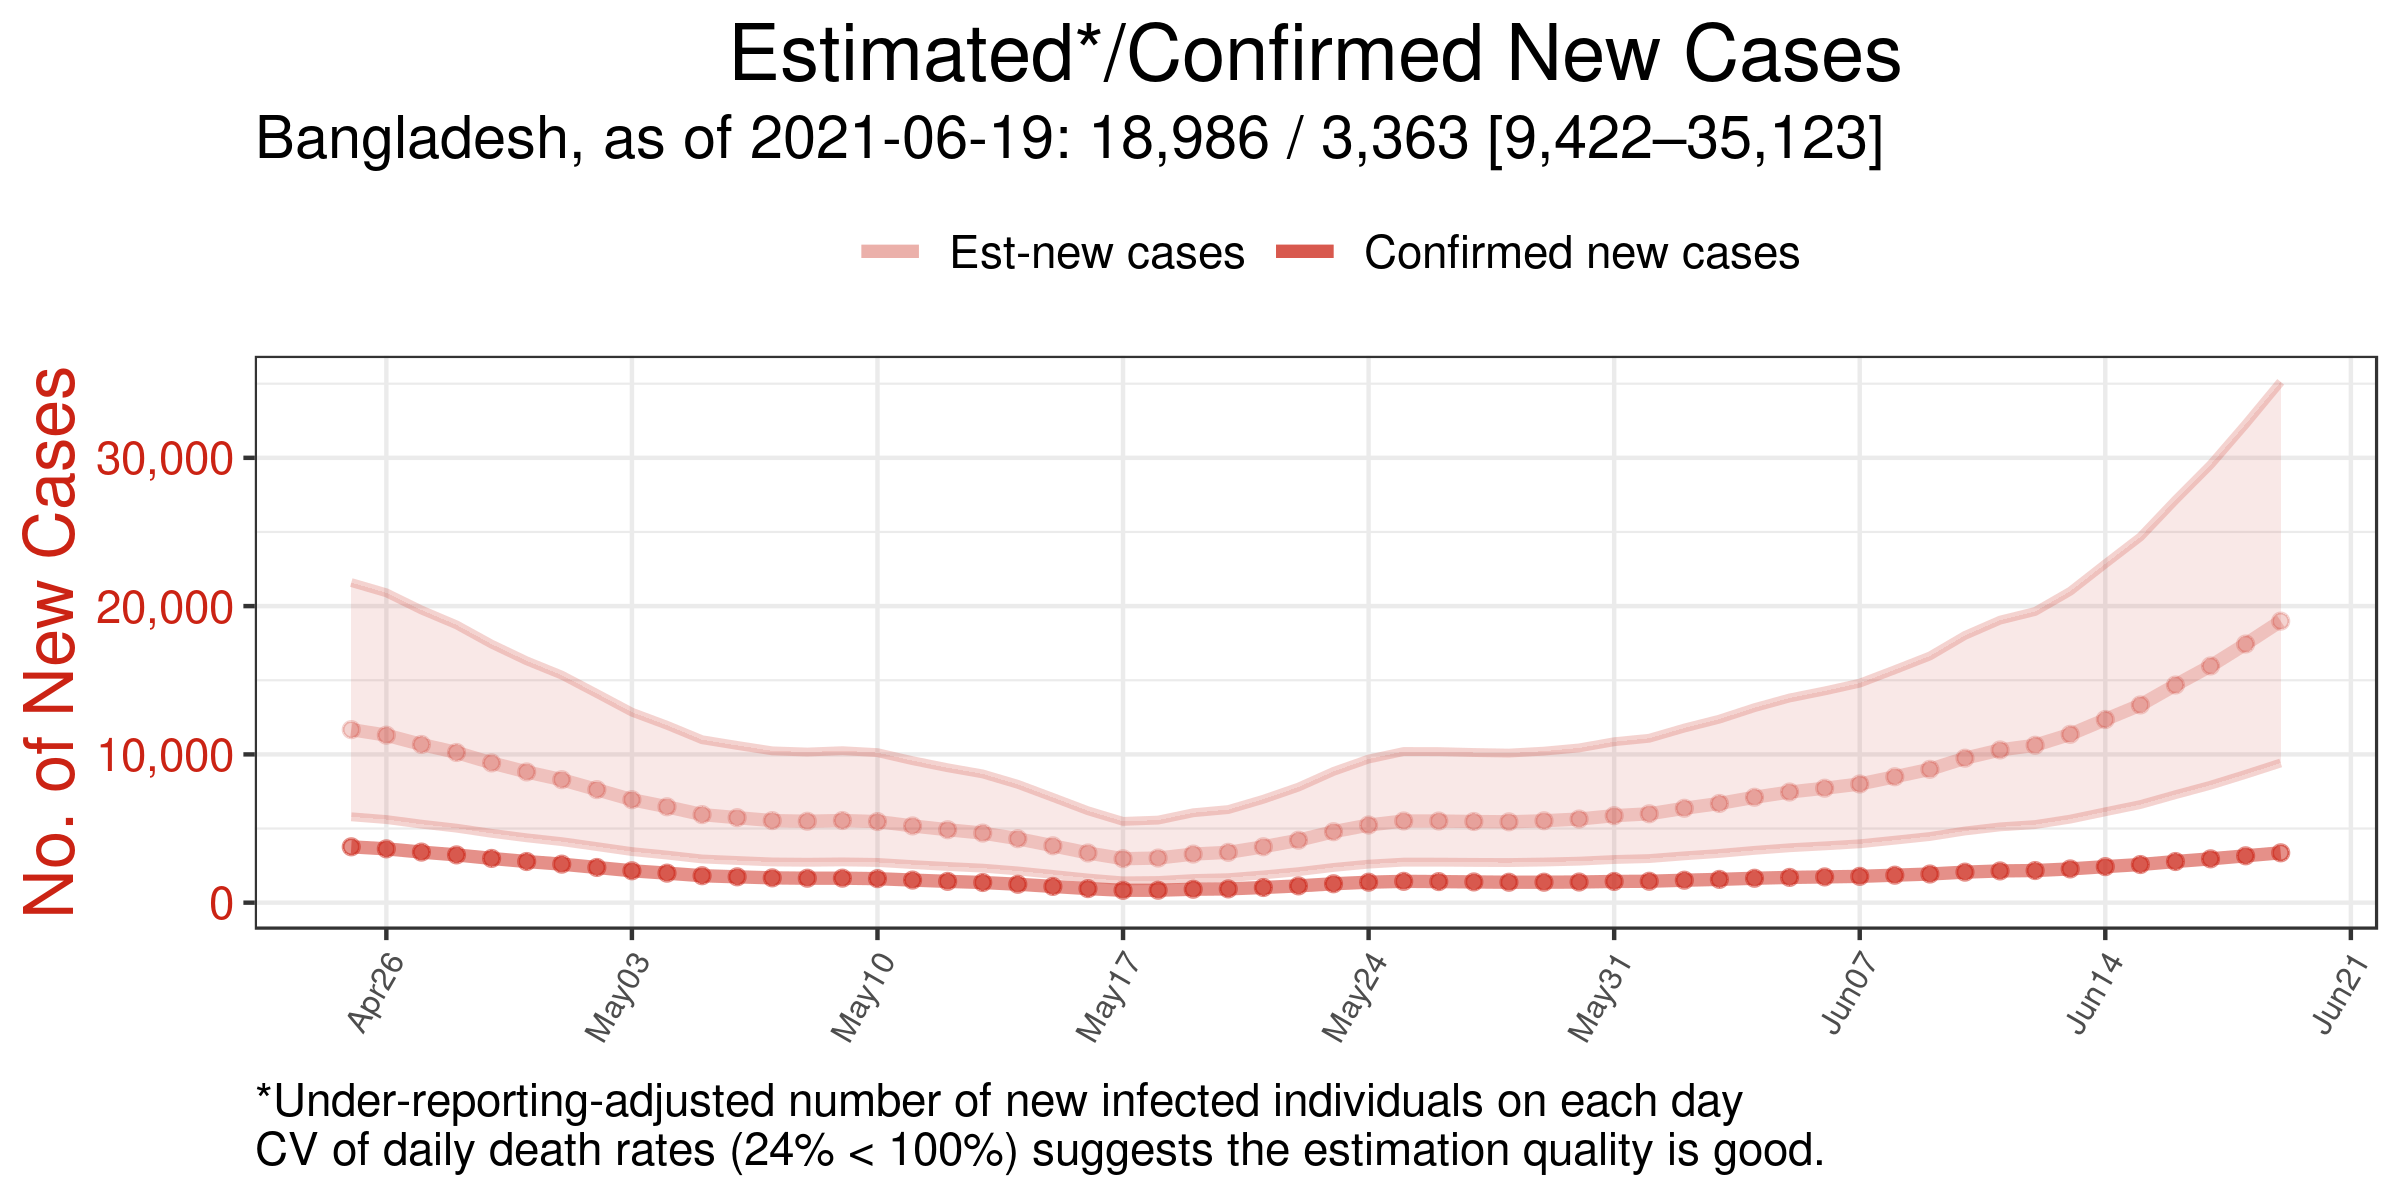 Estimated*/Confirmed New Cases
Bangladesh, as of 2021-06-19: 18,986 / 3,363 [9,422–35,123]
Est-new cases
Confirmed new cases
No. of New Cases
30,000
20,000
10,000
0
Apr26
May03
May10
May17
May24
May31
Jun07
Jun14
Jun21
*Under-reporting-adjusted number of new infected individuals on each day
CV of daily death rates (24% < 100%) suggests the estimation quality is good.